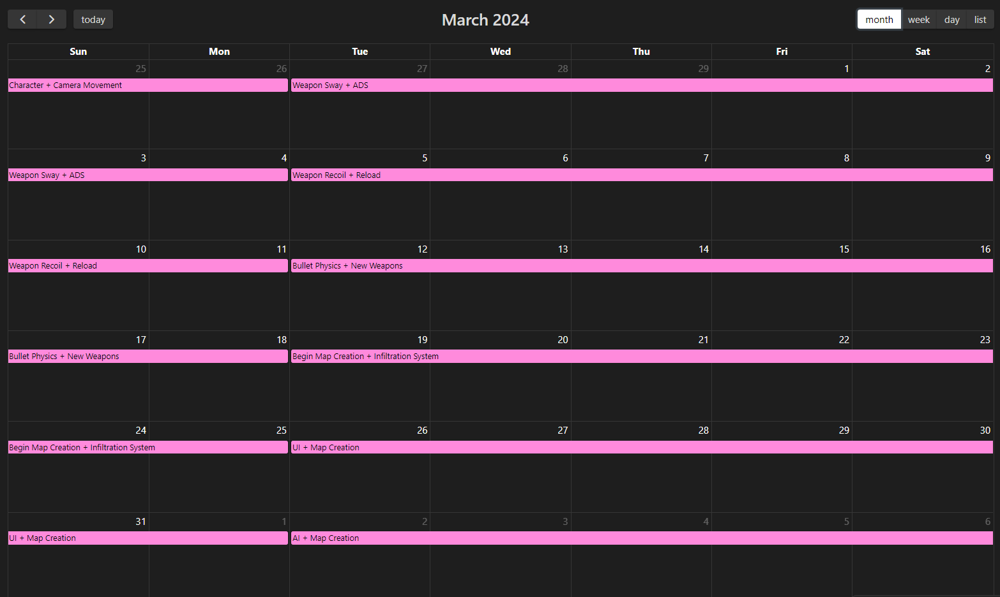 today
March 2024
month week day list
Sun Mon Tue Wed Thu Fri Sat
25 26 27 28 29 1 2
Character + Camera Movement Weapon Sway + ADS
3 4 5 6 7 8 9
Weapon Sway + ADS Weapon Recoil + Reload
10 11 12 13 14 15 16
Weapon Recoil + Reload Bullet Physics + New Weapons
17 18 19 20 21 22 23
Bullet Physics + New Weapons Begin Map Creation + Infiltration System
24 25 26 27 28 29 30
Begin Map Creation + Infiltration System UI + Map Creation
31 1 2 3 4 5 6
UI + Map Creation AI + Map Creation